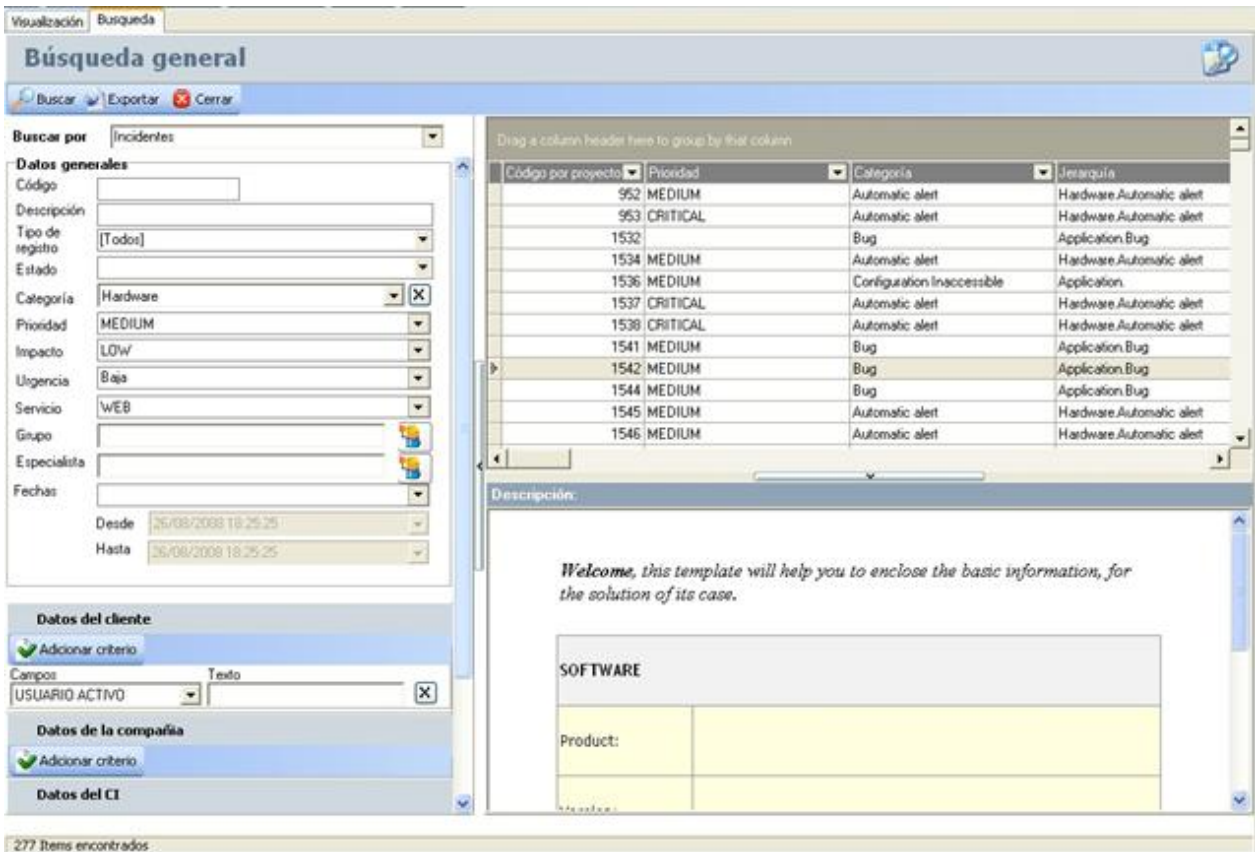 Visualización Busqueda
Búsqueda general
Buscar Exportar Cerrar
Buscar por Incidentes
Datos generales
Código
Descripción
Tipo de registro [Todos]
Estado
Categoría Hardware
Prioridad MEDIUM
Impacto LOW
Urgencia Baja
Servicio WEB
Grupo
Especialista
Fechas
Desde 26/08/2008 18:25:25
Hasta 26/08/2008 18:25:25
Datos del cliente
Adicionar criterio
Campos Texto
USUARIO ACTIVO
Datos de la compañia
Adicionar criterio
Datos del CI
Drag a column header here to group by that column
Código por proyecto Prioridad Categoría Jerarquía
952 MEDIUM Automatic alert Hardware.Automatic alert
953 CRITICAL Automatic alert Hardware.Automatic alert
1532 Bug Application.Bug
1534 MEDIUM Automatic alert Hardware.Automatic alert
1536 MEDIUM Configuration Inaccessible Application.
1537 CRITICAL Automatic alert Hardware.Automatic alert
1538 CRITICAL Automatic alert Hardware.Automatic alert
1541 MEDIUM Bug Application.Bug
1542 MEDIUM Bug Application.Bug
1544 MEDIUM Bug Application.Bug
1545 MEDIUM Automatic alert Hardware.Automatic alert
1546 MEDIUM Automatic alert Hardware.Automatic alert
Descripción:
Welcome, this template will help you to enclose the basic information, for
the solution of its case.
SOFTWARE
Product:
277 Items encontrados